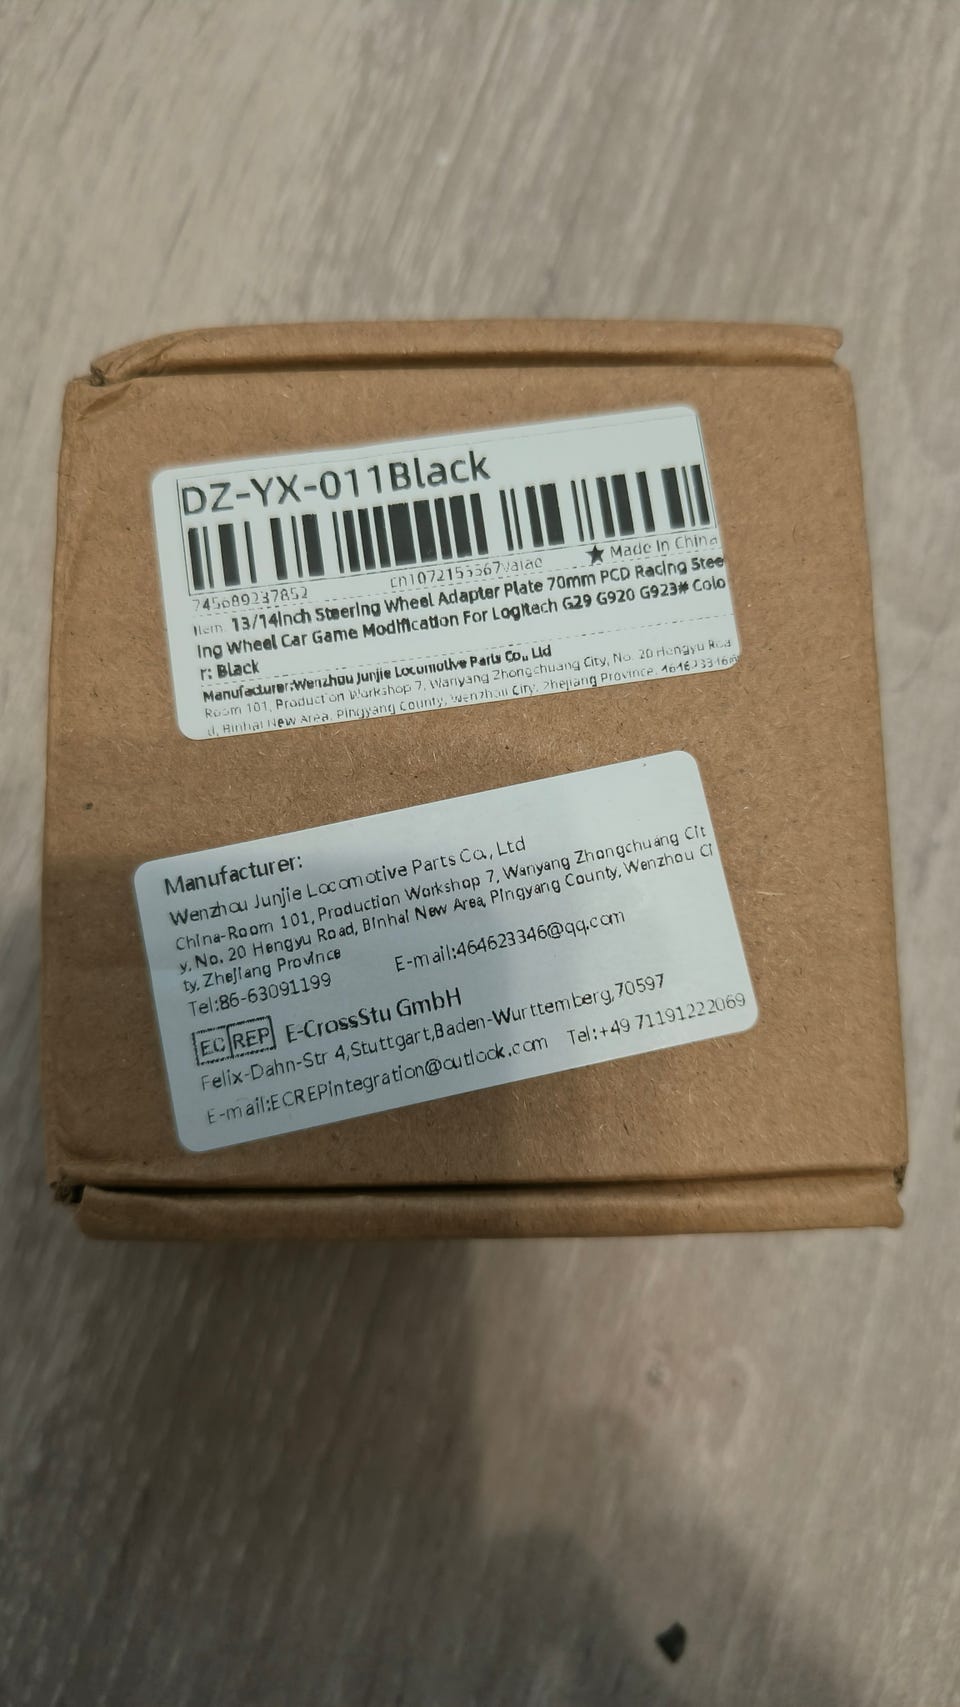 DZ-YX-011Black
745689237852
cn1072155567valae
★ Made In China
Item: 13/14Inch Steering Wheel Adapter Plate 70mm PCD Racing Stee
ing Wheel Car Game Modification For Logitech G29 G920 G923# Colo
r: Black
Manufacturer:Wenzhou Junjie Locomotive Parts Co., Ltd
Room 101, Production Workshop 7, Wanyang Zhongchuang City, No. 20 Hengyu Roa
d, Binhai New Area, Pingyang County, Wenzhou City, Zhejiang Province,
Manufacturer:
Wenzhou Junjie Locomotive Parts Co., Ltd
China-Room 101, Production Workshop 7, Wanyang Zhongchuang Cit
y, No. 20 Hengyu Road, Binhai New Area, Pingyang County, Wenzhou Ci
ty, Zhejiang Province
Tel:86-63091199 E-mail:464623346@qq.com
EC REP E-CrossStu GmbH
Felix-Dahn-Str 4,Stuttgart,Baden-Wurttemberg,70597
E-mail:ECREPintegration@outlook.com Tel:+49 71191222069